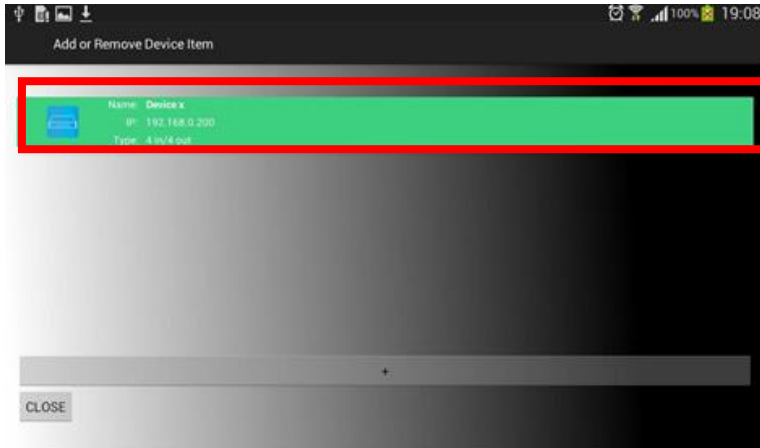 100% 19:08
Add or Remove Device Item
Name: Device x
IP: 192.168.0.200
Type: 4 in/4 out
+
CLOSE